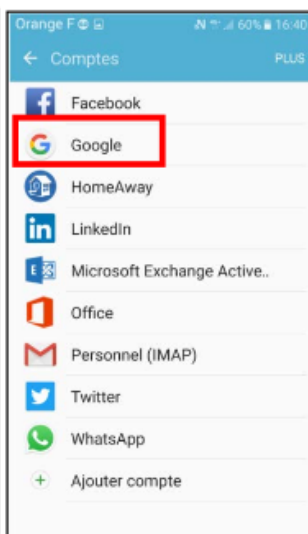 Orange F 60% 16:40
Comptes PLUS
Facebook
Google
HomeAway
LinkedIn
Microsoft Exchange Active..
Office
Personnel (IMAP)
Twitter
WhatsApp
Ajouter compte